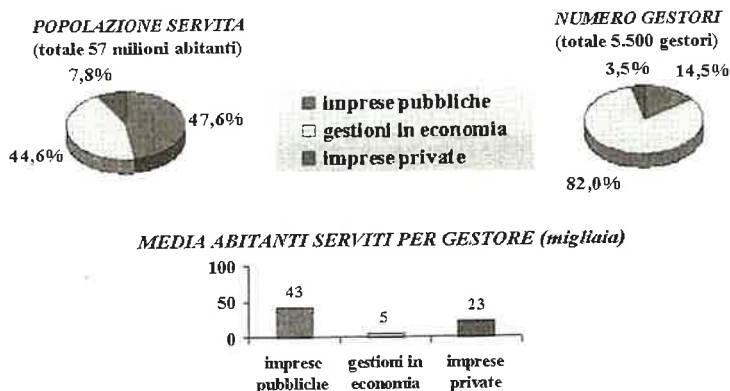 POPOLAZIONE SERVITA
(totale 57 milioni abitanti)
7,8%
47,6%
44,6%
imprese pubbliche
gestioni in economia
imprese private
NUMERO GESTORI
(totale 5.500 gestori)
3,5%
14,5%
82,0%
MEDIA ABITANTI SERVITI PER GESTORE (migliaia)
100
50
0
43
5
23
imprese pubbliche
gestioni in economia
imprese private